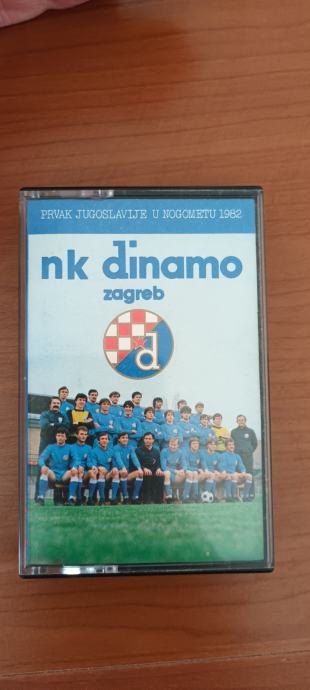 PRVAK JUGOSLAVIJE U NOGOMETU 1982
nk dinamo
zagreb
d